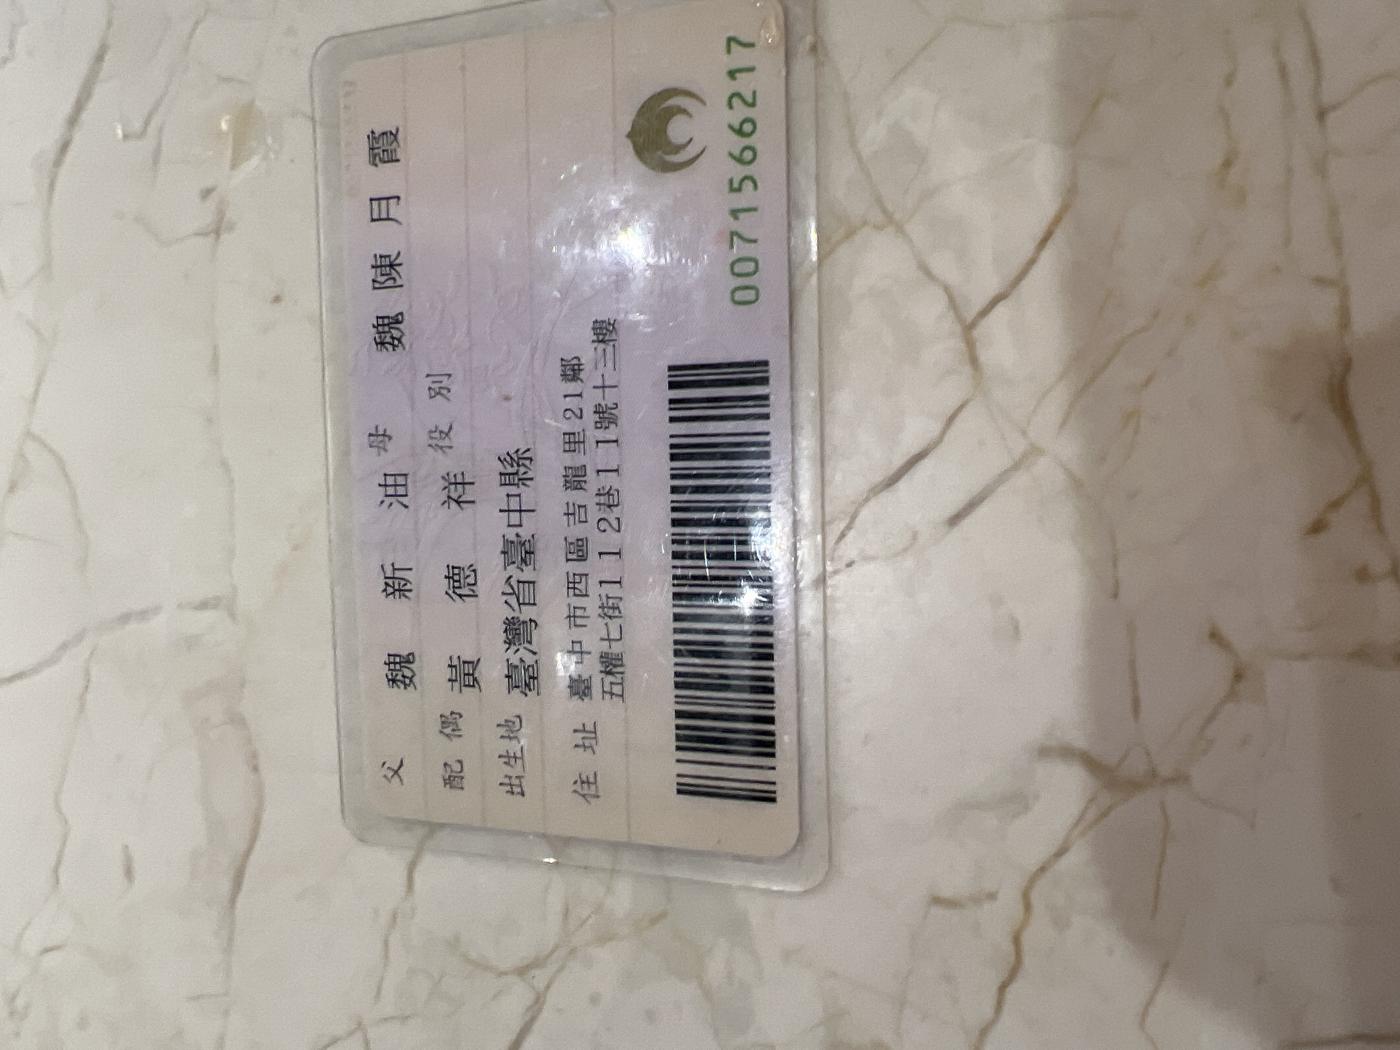 父 魏新油 母 魏陳月霞
配偶 黃德祥 役別
出生地 臺灣省臺中縣
住址 臺中市西區吉龍里21鄰
五權七街112巷11號十三樓
0071566217